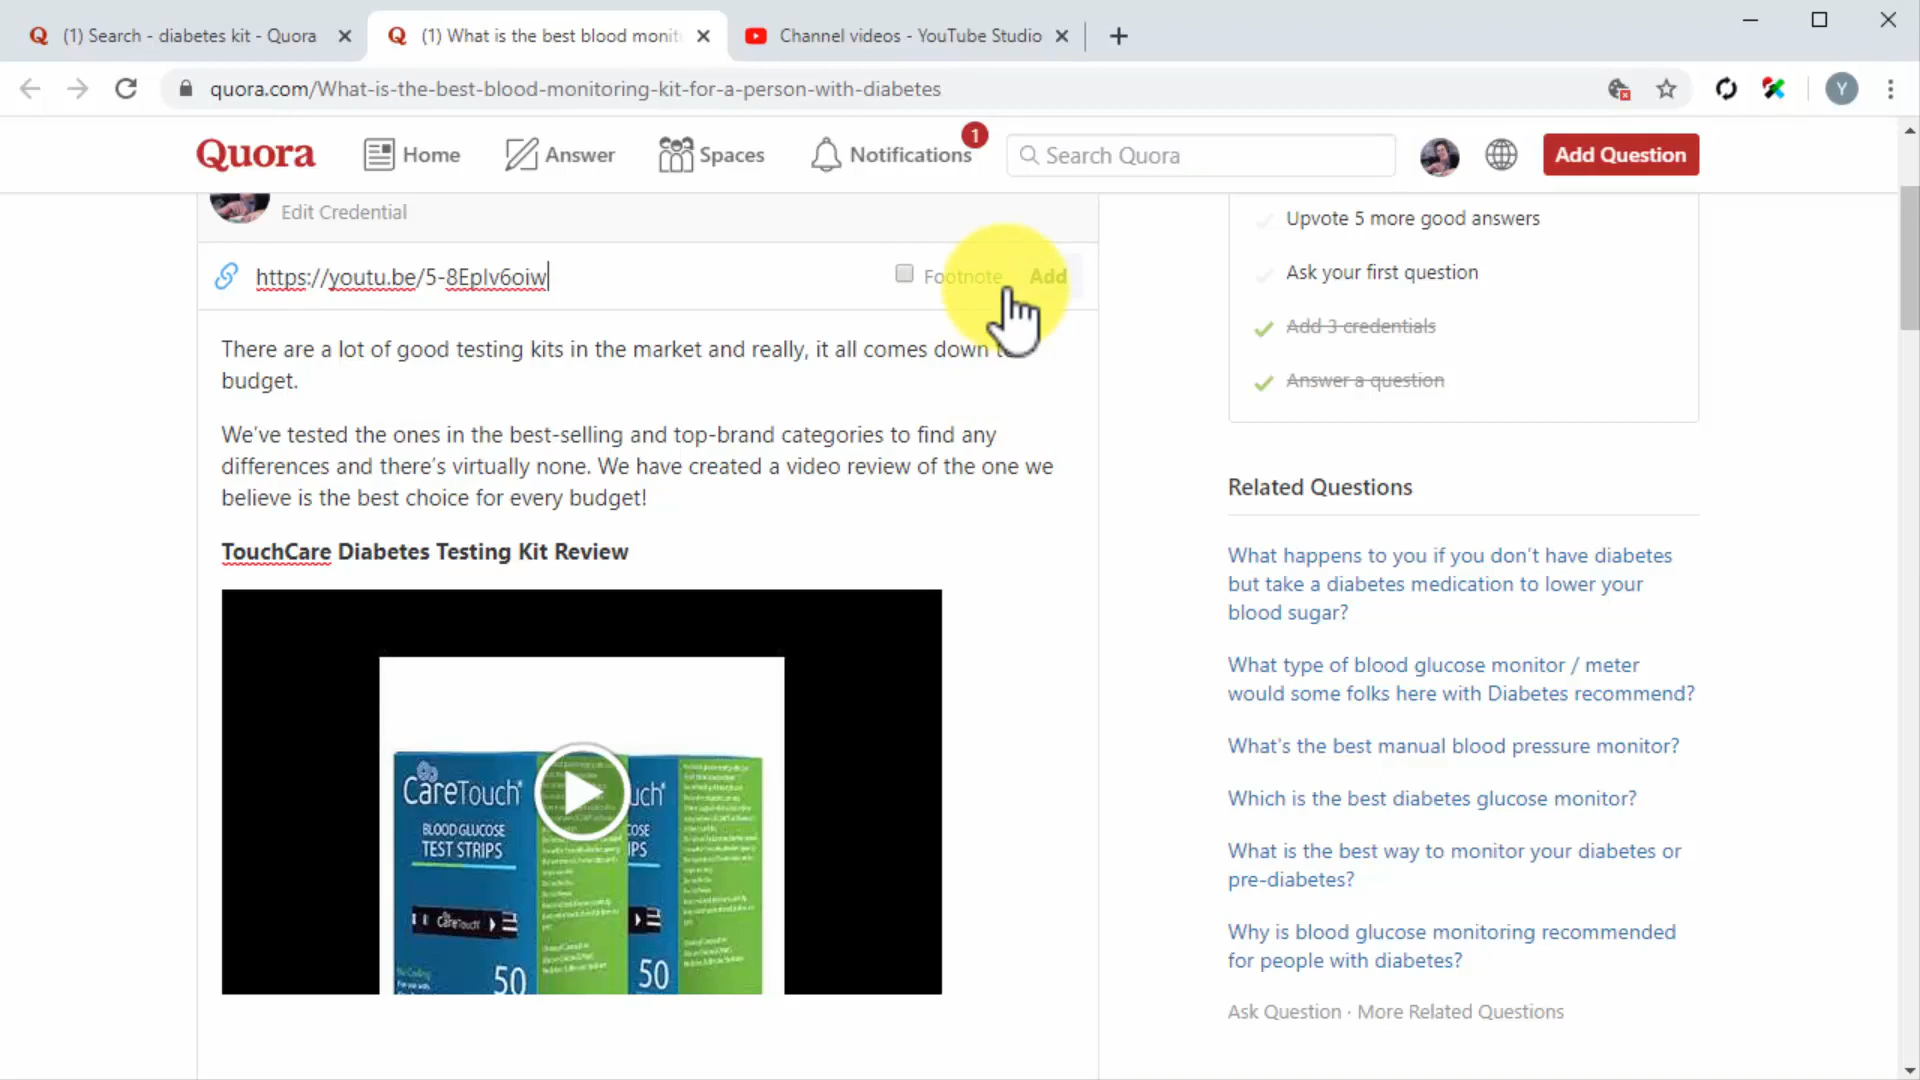 (1) Search - diabetes kit - Quora
(1) What is the best blood monit
Channel videos - YouTube Studio
quora.com/What-is-the-best-blood-monitoring-kit-for-a-person-with-diabetes
Y
Quora
Home
Answer
Spaces
Notifications
1
Search Quora
Add Question
Edit Credential
https://youtu.be/5-8Eplv6oiw
Footnote
Add
There are a lot of good testing kits in the market and really, it all comes down
budget.
We've tested the ones in the best-selling and top-brand categories to find any
differences and there's virtually none. We have created a video review of the one we
believe is the best choice for every budget!
TouchCare Diabetes Testing Kit Review
CareTouch
BLOOD GLUCOSE
TEST STRIPS
CareTouch
50
50
Upvote 5 more good answers
Ask your first question
Add 3 credentials
Answer a question
Related Questions
What happens to you if you don't have diabetes
but take a diabetes medication to lower your
blood sugar?
What type of blood glucose monitor / meter
would some folks here with Diabetes recommend?
What's the best manual blood pressure monitor?
Which is the best diabetes glucose monitor?
What is the best way to monitor your diabetes or
pre-diabetes?
Why is blood glucose monitoring recommended
for people with diabetes?
Ask Question · More Related Questions